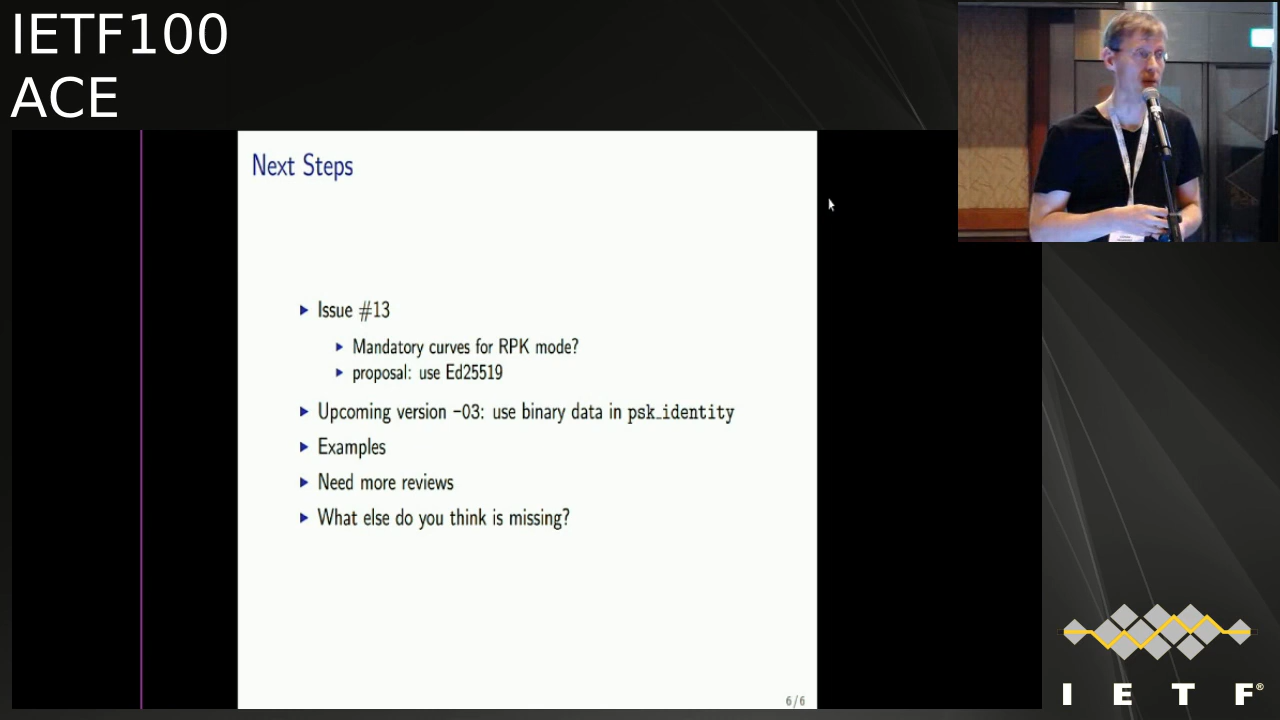 IETF100
ACE
Next Steps
Issue #13
Mandatory curves for RPK mode?
proposal: use Ed25519
Upcoming version -03: use binary data in psk_identity
Examples
Need more reviews
What else do you think is missing?
6/6
I E T F®